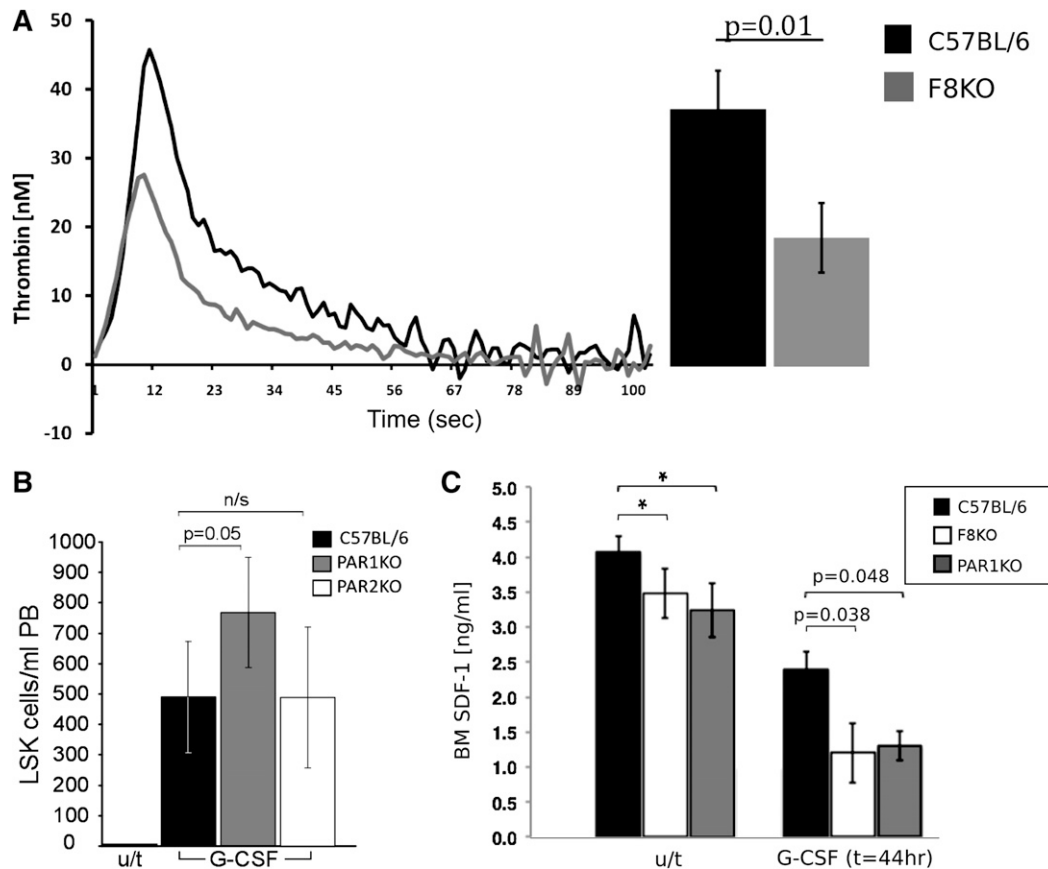 A
50
40
30
20
10
0
-10
Thrombin [nM]
1 12 23 34 45 56 67 78 89 100
Time (sec)
p=0.01
C57BL/6
F8KO
B
n/s
p=0.05
C57BL/6
PAR1KO
PAR2KO
1000
900
800
700
600
500
400
300
200
100
0
LSK cells/ml PB
u/t
G-CSF
C
5.0
4.5
4.0
3.5
3.0
2.5
2.0
1.5
1.0
0.5
0.0
BM SDF-1 [ng/ml]
*
*
p=0.048
p=0.038
C57BL/6
F8KO
PAR1KO
u/t
G-CSF (t=44hr)